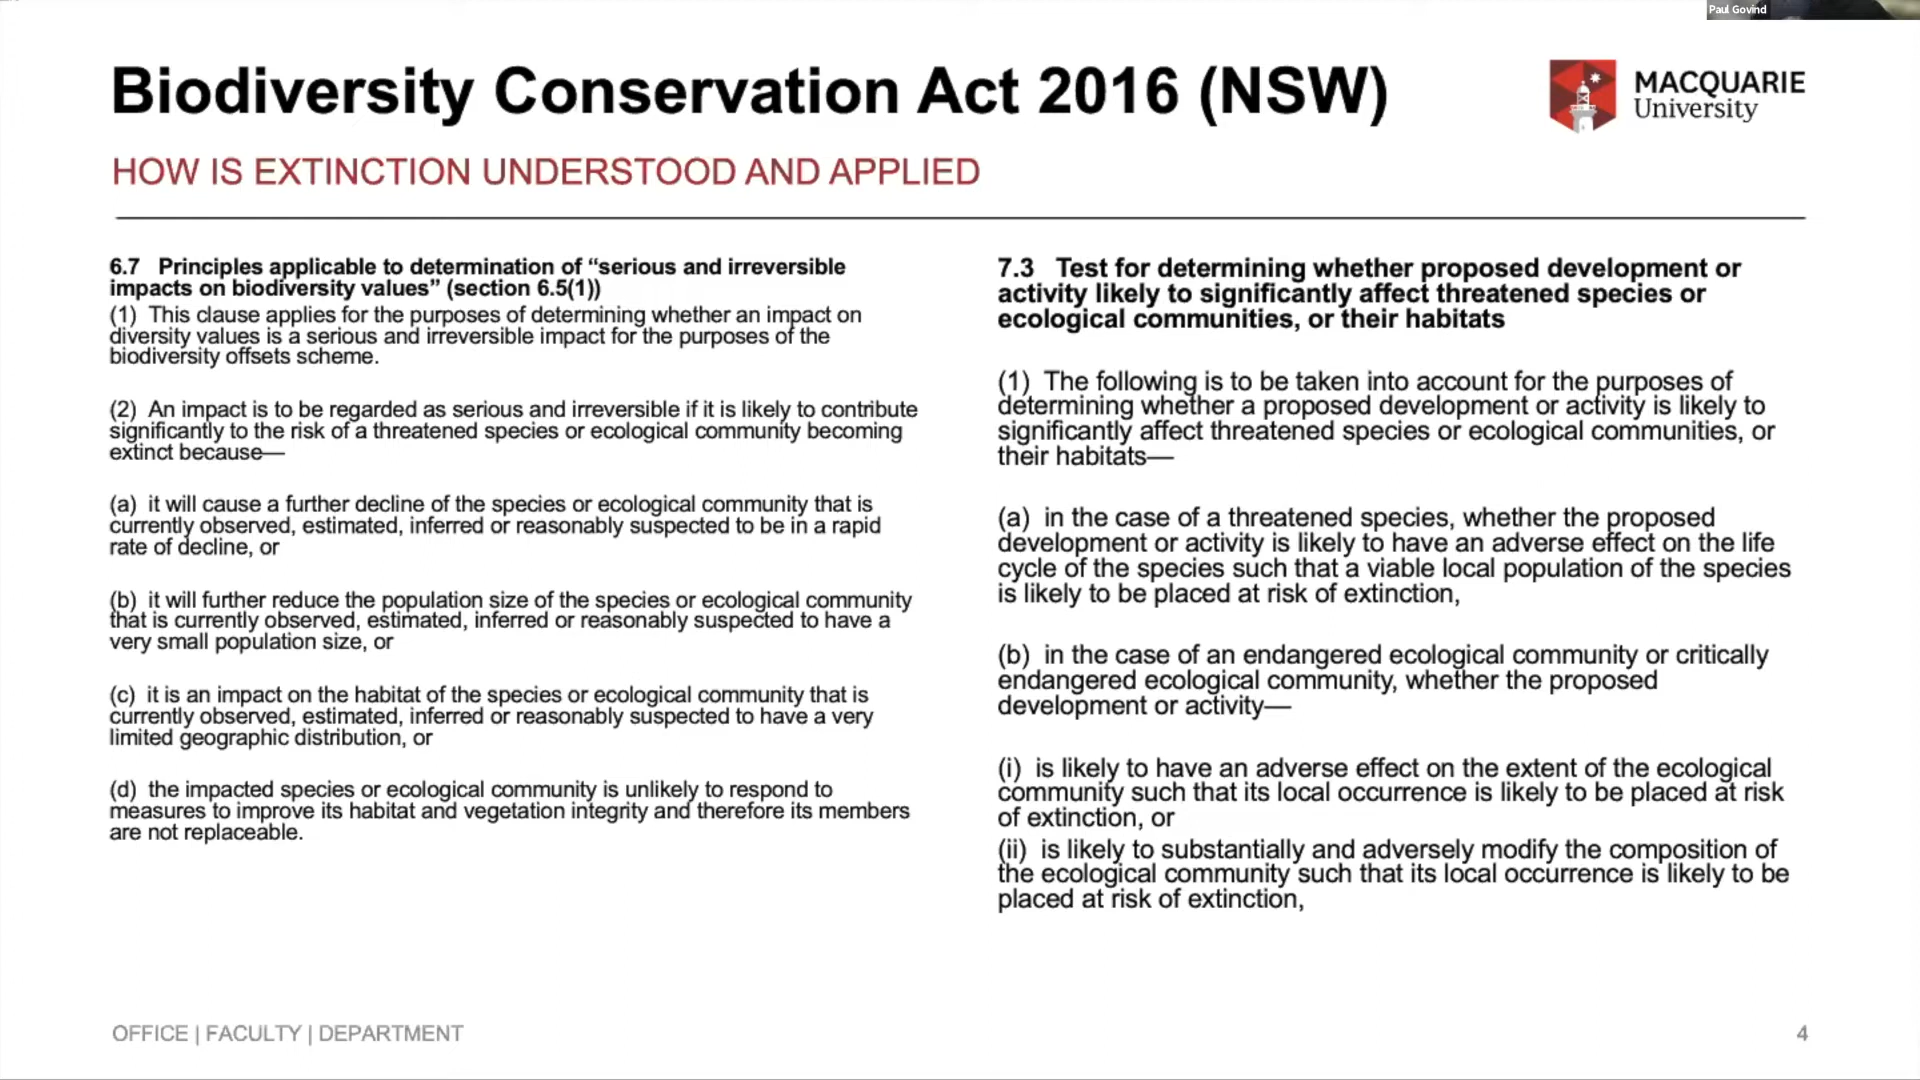 Paul Govind
Biodiversity Conservation Act 2016 (NSW)
MACQUARIE
University
HOW IS EXTINCTION UNDERSTOOD AND APPLIED
6.7 Principles applicable to determination of “serious and irreversible
impacts on biodiversity values” (section 6.5(1))
(1) This clause applies for the purposes of determining whether an impact on
diversity values is a serious and irreversible impact for the purposes of the
biodiversity offsets scheme.
(2) An impact is to be regarded as serious and irreversible if it is likely to contribute
significantly to the risk of a threatened species or ecological community becoming
extinct because—
(a) it will cause a further decline of the species or ecological community that is
currently observed, estimated, inferred or reasonably suspected to be in a rapid
rate of decline, or
(b) it will further reduce the population size of the species or ecological community
that is currently observed, estimated, inferred or reasonably suspected to have a
very small population size, or
(c) it is an impact on the habitat of the species or ecological community that is
currently observed, estimated, inferred or reasonably suspected to have a very
limited geographic distribution, or
(d) the impacted species or ecological community is unlikely to respond to
measures to improve its habitat and vegetation integrity and therefore its members
are not replaceable.
7.3 Test for determining whether proposed development or
activity likely to significantly affect threatened species or
ecological communities, or their habitats
(1) The following is to be taken into account for the purposes of
determining whether a proposed development or activity is likely to
significantly affect threatened species or ecological communities, or
their habitats—
(a) in the case of a threatened species, whether the proposed
development or activity is likely to have an adverse effect on the life
cycle of the species such that a viable local population of the species
is likely to be placed at risk of extinction,
(b) in the case of an endangered ecological community or critically
endangered ecological community, whether the proposed
development or activity—
(i) is likely to have an adverse effect on the extent of the ecological
community such that its local occurrence is likely to be placed at risk
of extinction, or
(ii) is likely to substantially and adversely modify the composition of
the ecological community such that its local occurrence is likely to be
placed at risk of extinction,
OFFICE | FACULTY | DEPARTMENT
4